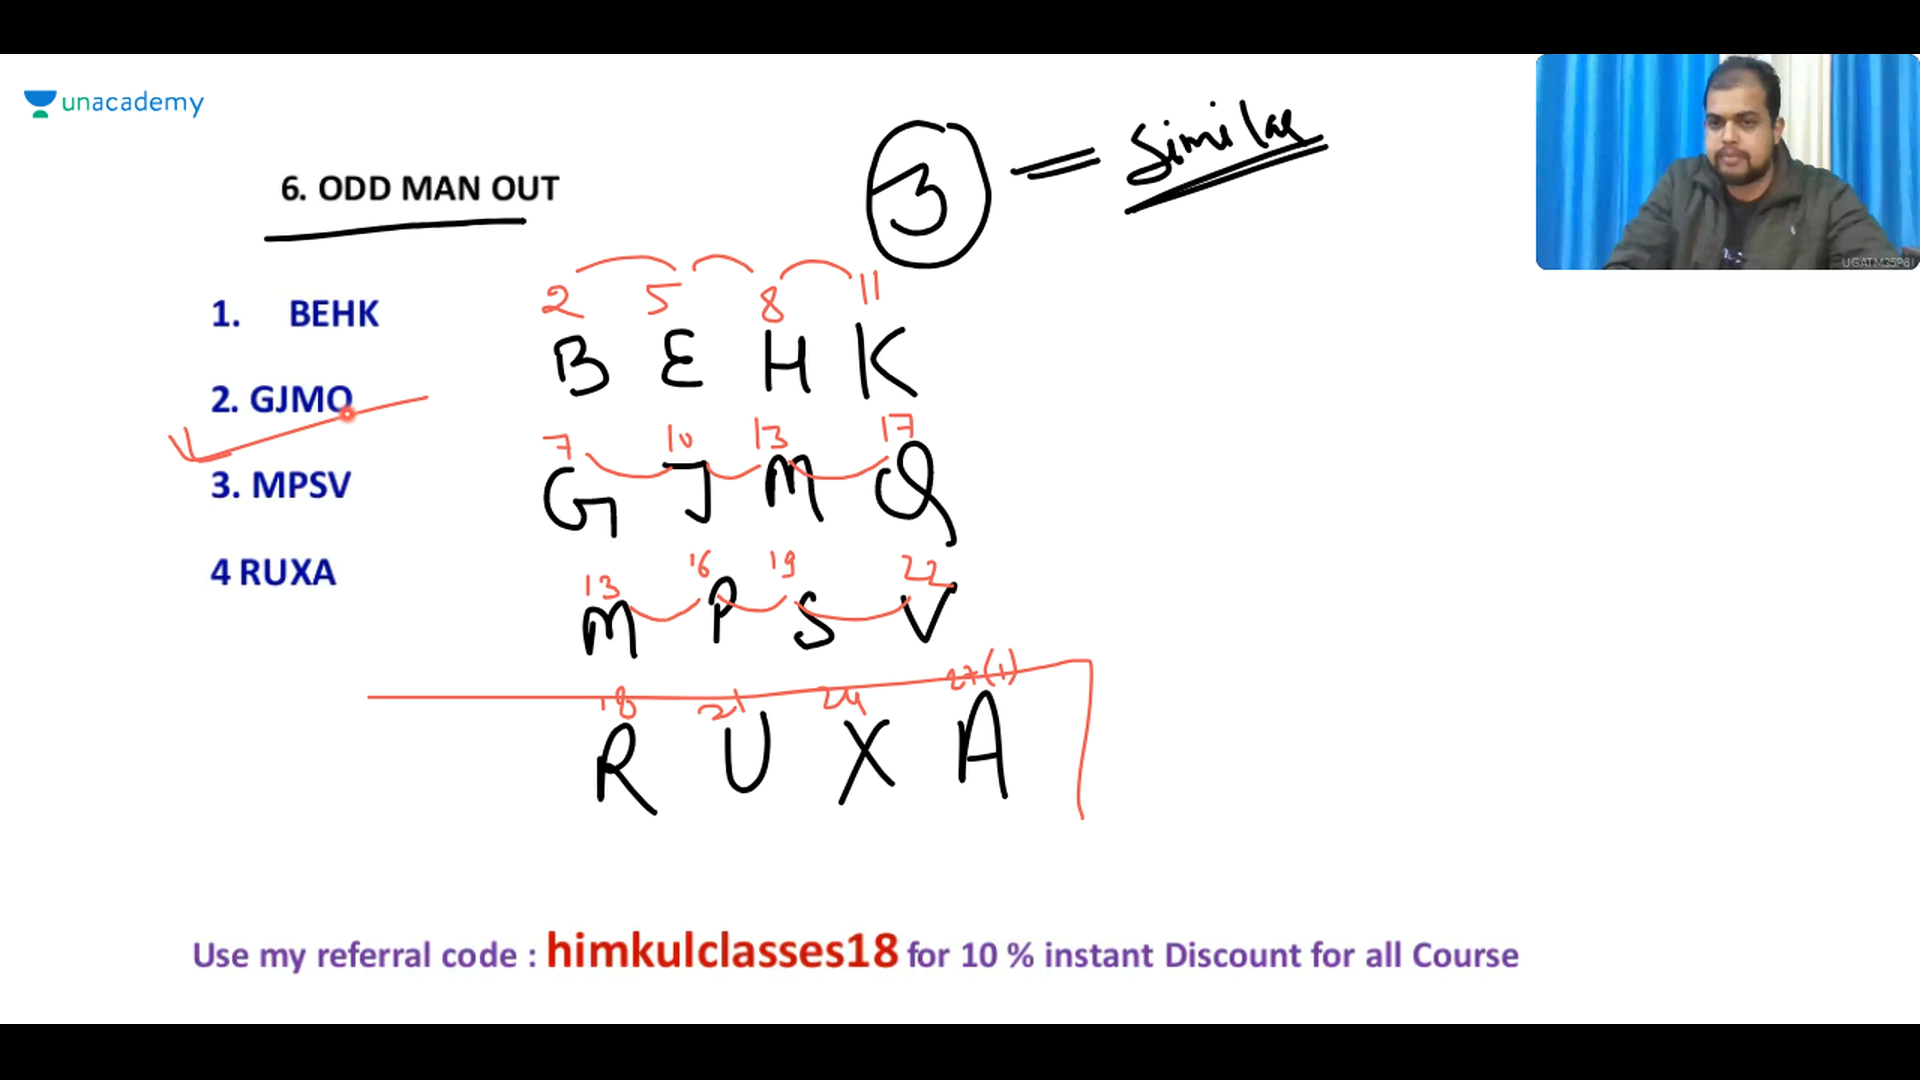 unacademy
6. ODD MAN OUT
3 = Similar
1. BEHK
2. GJMQ
3. MPSV
4 RUXA
2 5 8 11
B E H K
7 10 13 17
G J M Q
13 16 19 22
M P S V
18 21 24 27(1)
R U X A
UGATM35P8I
Use my referral code : himkulclasses18 for 10 % instant Discount for all Course